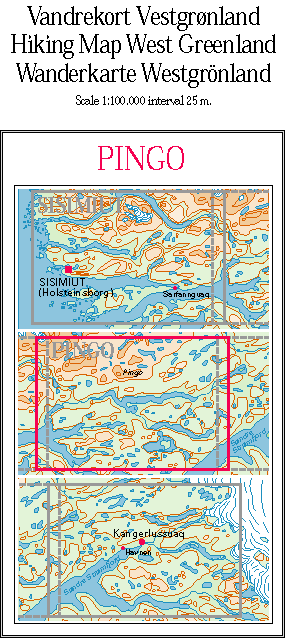 Vandrekort Vestgrønland
Hiking Map West Greenland
Wanderkarte Westgrönland
Scale 1:100.000 interval 25 m.
PINGO
SISIMIUT
SISIMIUT
(Holsteinsborg)
Sarfannguaq
PINGO
Pingo
Kangerlussuaq
Havnen